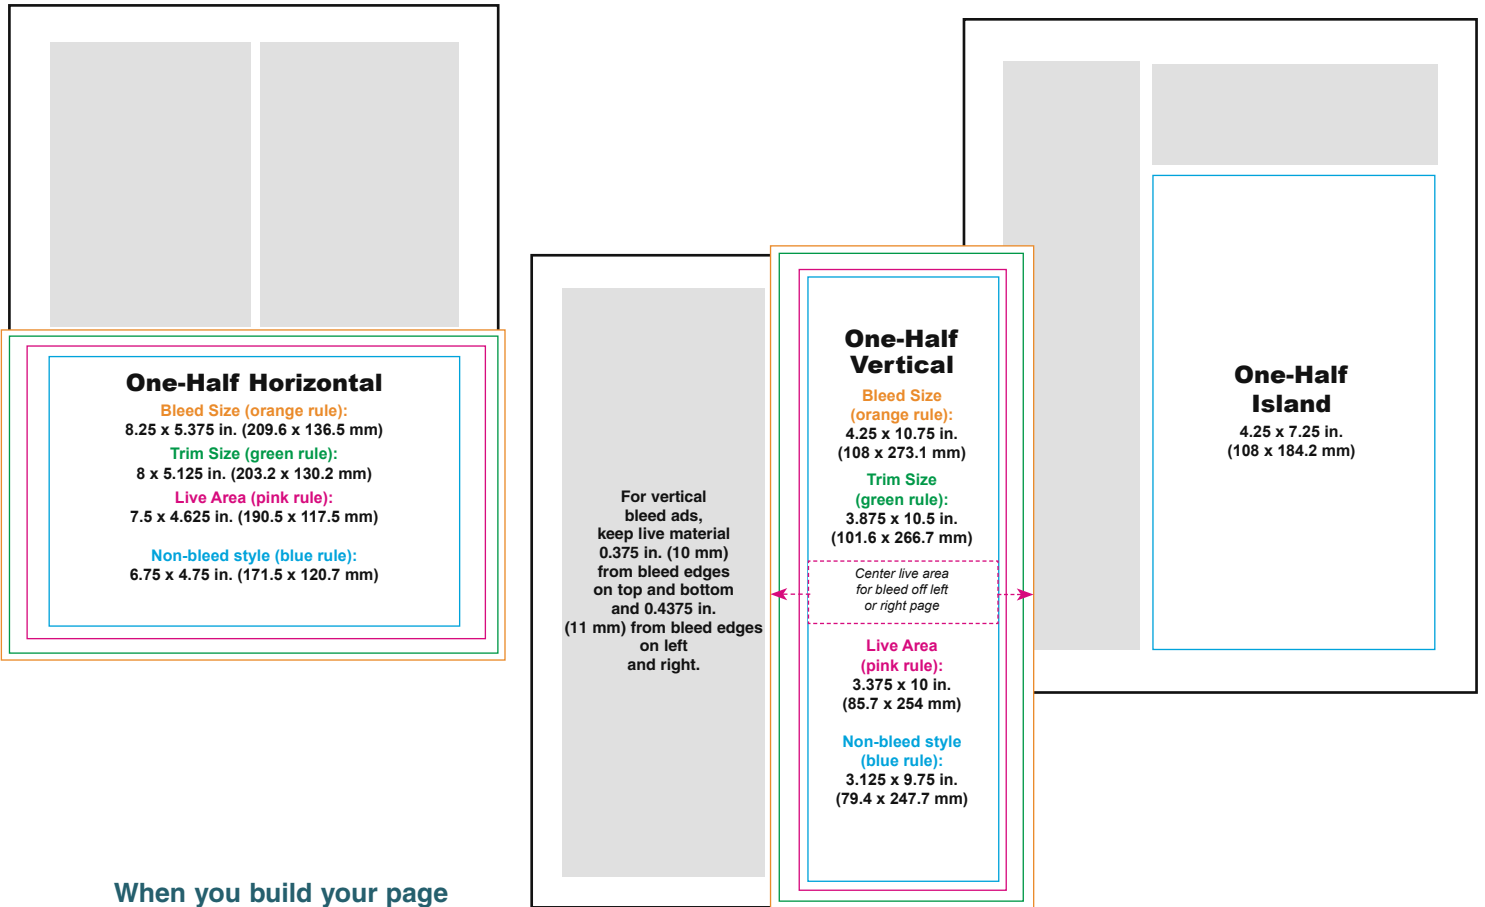 One-Half Horizontal
Bleed Size (orange rule):
8.25 x 5.375 in. (209.6 x 136.5 mm)
Trim Size (green rule):
8 x 5.125 in. (203.2 x 130.2 mm)
Live Area (pink rule):
7.5 x 4.625 in. (190.5 x 117.5 mm)
Non-bleed style (blue rule):
6.75 x 4.75 in. (171.5 x 120.7 mm)
For vertical
bleed ads,
keep live material
0.375 in. (10 mm)
from bleed edges
on top and bottom
and 0.4375 in.
(11 mm) from bleed edges
on left
and right.
One-Half
Vertical
Bleed Size
(orange rule):
4.25 x 10.75 in.
(108 x 273.1 mm)
Trim Size
(green rule):
3.875 x 10.5 in.
(101.6 x 266.7 mm)
Center live area
for bleed off left
or right page
Live Area
(pink rule):
3.375 x 10 in.
(85.7 x 254 mm)
Non-bleed style
(blue rule):
3.125 x 9.75 in.
(79.4 x 247.7 mm)
One-Half
Island
4.25 x 7.25 in.
(108 x 184.2 mm)
When you build your page